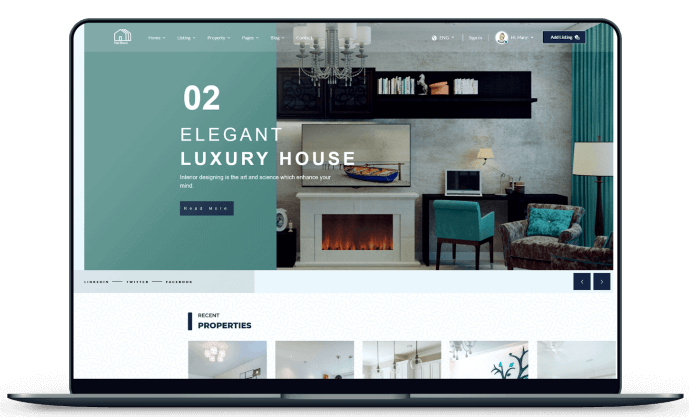 Home Listing Property Pages Blog Contact ENG Sign In Hi, Mary! Add Listing
02
ELEGANT
LUXURY HOUSE
Interior designing is the art and science which enhance your
mind.
Read More
LINKEDIN TWITTER FACEBOOK
RECENT
PROPERTIES